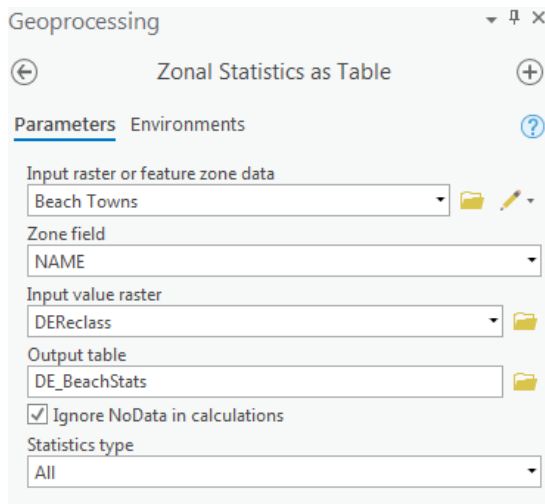 Geoprocessing
Zonal Statistics as Table
Parameters Environments
Input raster or feature zone data
Beach Towns
Zone field
NAME
Input value raster
DEReclass
Output table
DE_BeachStats
Ignore NoData in calculations
Statistics type
All